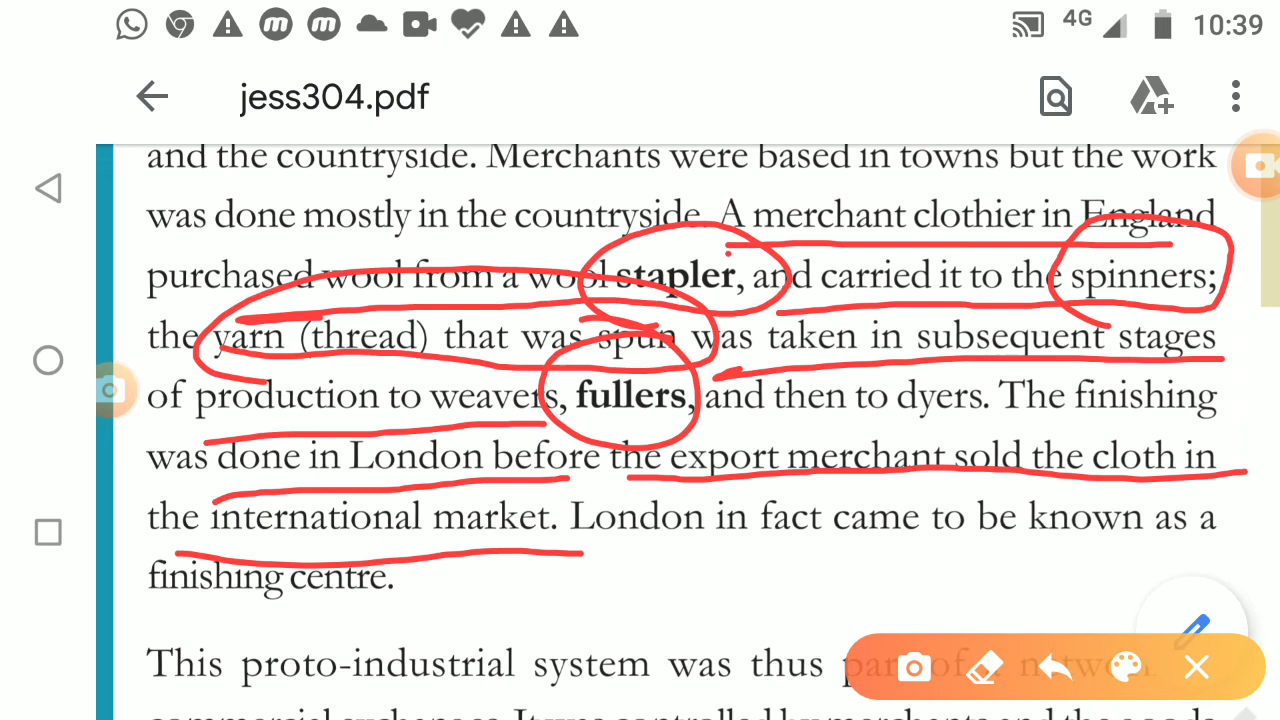 4G 10:39
jess304.pdf
and the countryside. Merchants were based in towns but the work
was done mostly in the countryside. A merchant clothier in England
purchased wool from a wool stapler, and carried it to the spinners;
the yarn (thread) that was spun was taken in subsequent stages
of production to weavers, fullers, and then to dyers. The finishing
was done in London before the export merchant sold the cloth in
the international market. London in fact came to be known as a
finishing centre.
This proto-industrial system was thus